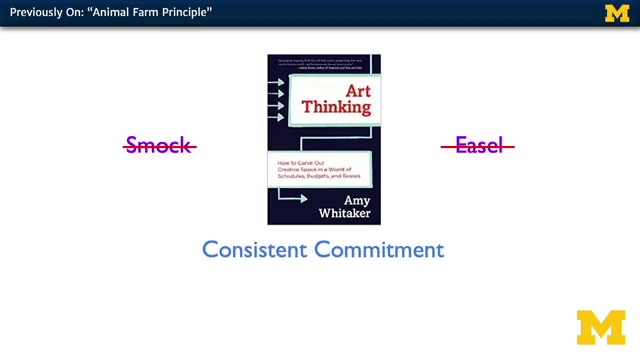 Previously On: “Animal Farm Principle”
M
Art
Thinking
Smock
Easel
How to Carve Out
Creative Space in a World of
Schedules, Budgets, and Bosses
Amy
Whitaker
Consistent Commitment
M